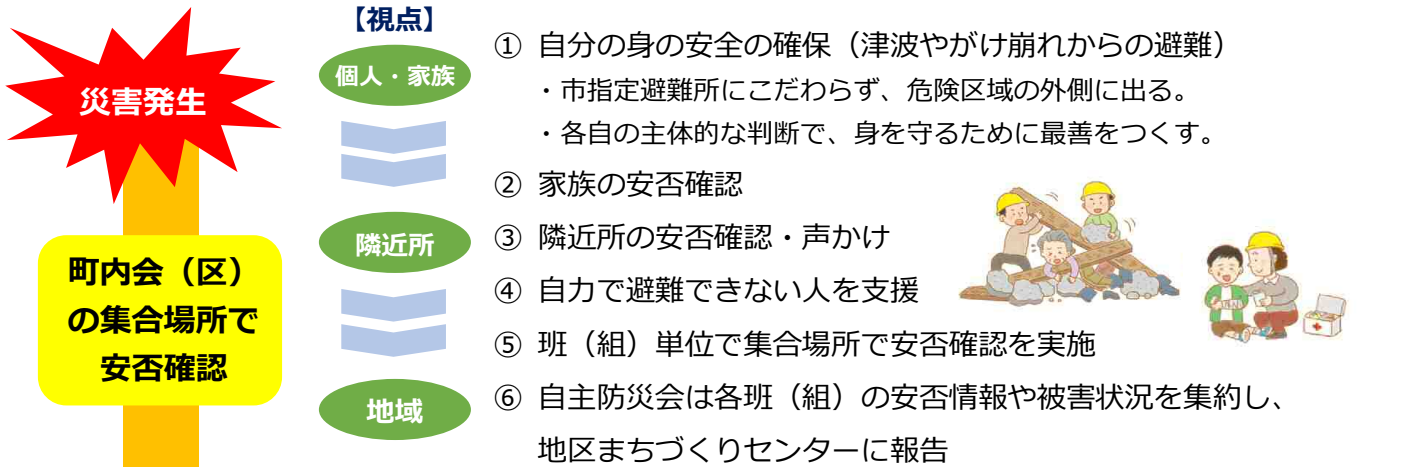 災害発生
町内会（区）
の集合場所で
安否確認
【視点】
個人・家族
隣近所
地域
① 自分の身の安全の確保（津波やがけ崩れからの避難）
・市指定避難所にこだわらず、危険区域の外側に出る。
・各自の主体的な判断で、身を守るために最善をつくす。
② 家族の安否確認
③ 隣近所の安否確認・声かけ
④ 自力で避難できない人を支援
⑤ 班（組）単位で集合場所で安否確認を実施
⑥ 自主防災会は各班（組）の安否情報や被害状況を集約し、
地区まちづくりセンターに報告